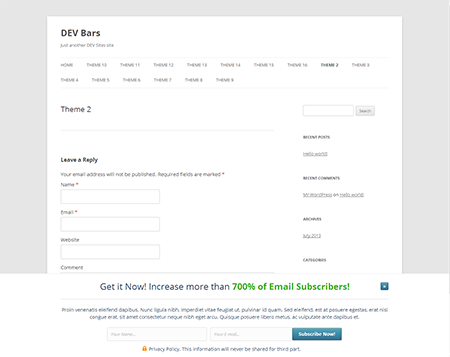 DEV Bars
Just another DEV Sites site
HOME THEME 10 THEME 11 THEME 12 THEME 13 THEME 14 THEME 15 THEME 16 THEME 2 THEME 3
THEME 4 THEME 5 THEME 6 THEME 7 THEME 8 THEME 9
Theme 2
Search
RECENT POSTS
Hello world!
Leave a Reply
Your email address will not be published. Required fields are marked *
RECENT COMMENTS
Name *
Mr WordPress on Hello world!
Email *
ARCHIVES
July 2013
Website
CATEGORIES
Comment
Get it Now! Increase more than 700% of Email Subscribers!
x
Proin venenatis eleifend dapibus. Nunc ligula nibh, imperdiet vitae feugiat ut, pulvinar id quam. Sed eleifend, est at posuere egestas, erat nisl
congue erat, sit amet consectetur neque nibh eget arcu. Quisque posuere libero metus, ac vulputate ante dapibus et.
Your Name...
Your E-mail...
Subscribe Now!
Privacy Policy. This information will never be shared for third part.